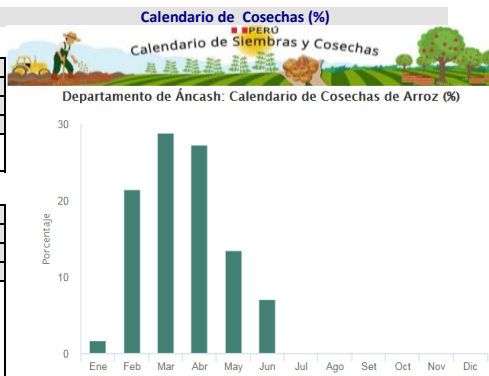 Calendario de Cosechas (%)
PERÚ
Calendario de Siembras y Cosechas
Departamento de Áncash: Calendario de Cosechas de Arroz (%)
30
20
10
0
Porcentaje
Ene Feb Mar Abr May Jun Jul Ago Set Oct Nov Dic